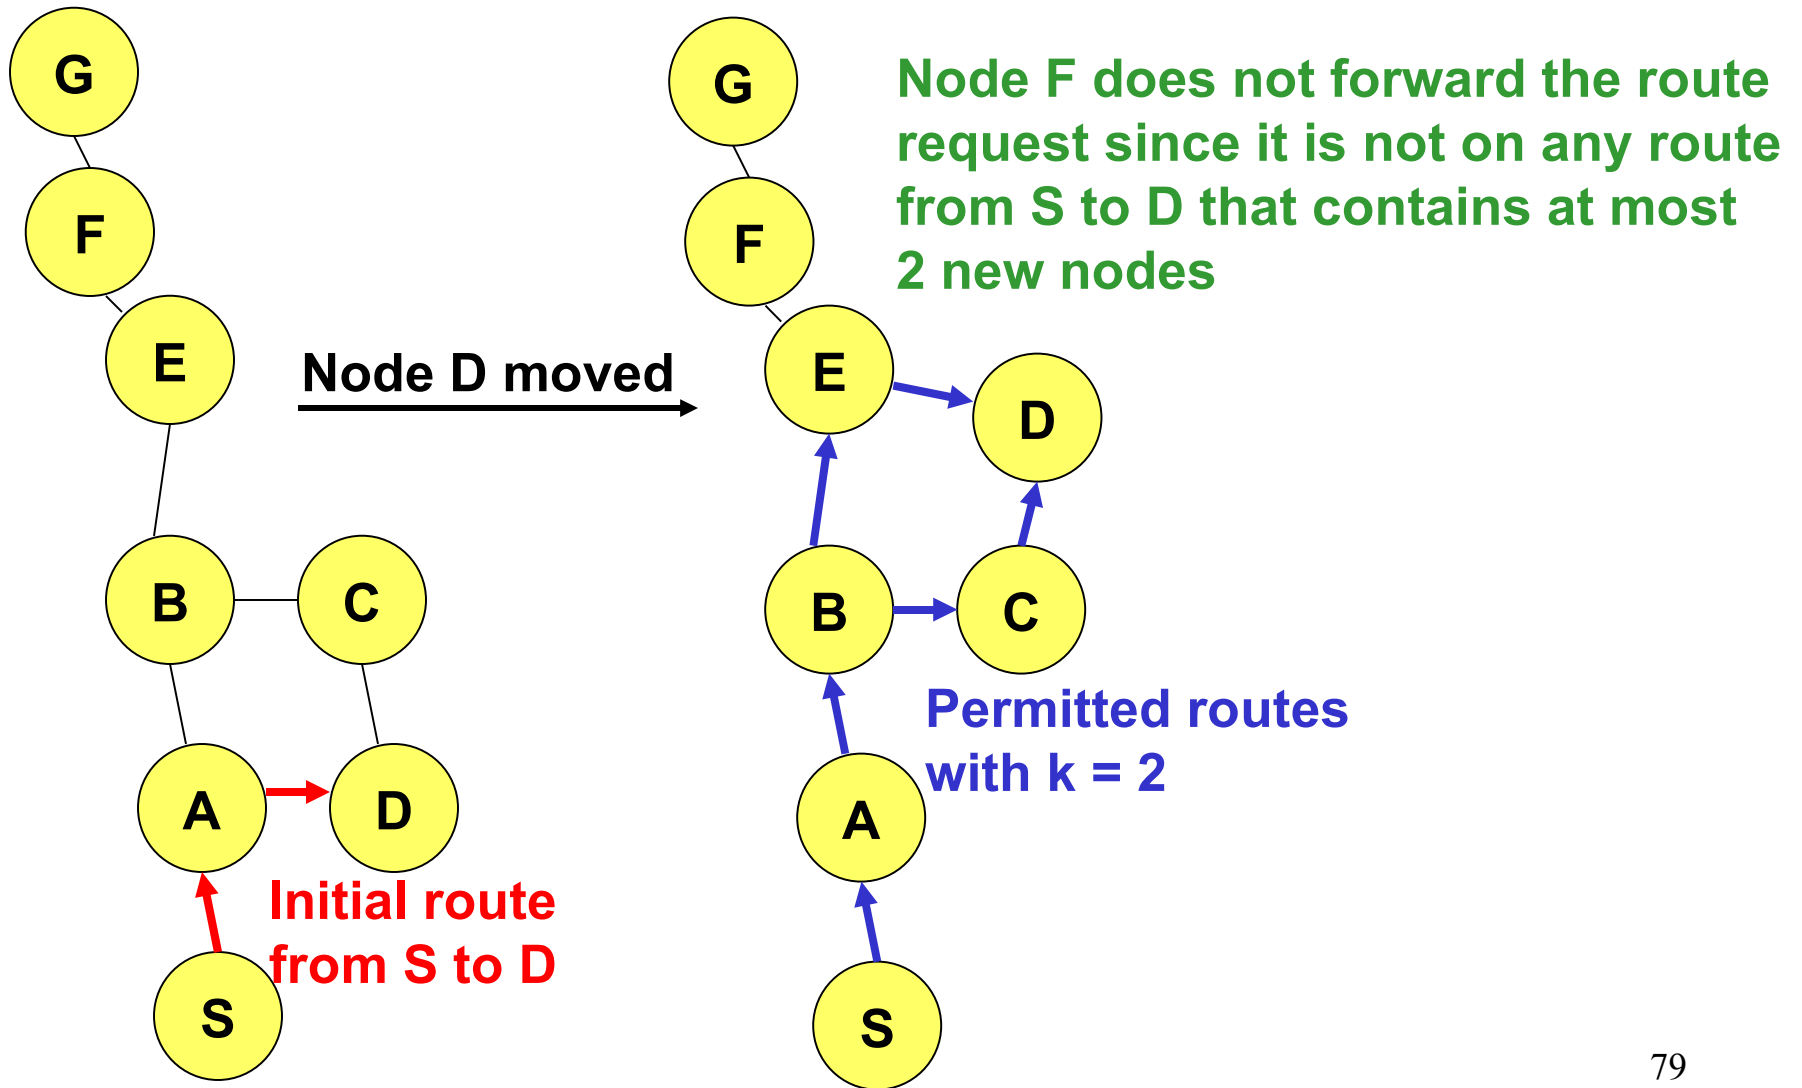 G
F
E
B
C
A
D
S
Initial route
from S to D
Node D moved
G
F
E
D
B
C
A
S
Node F does not forward the route
request since it is not on any route
from S to D that contains at most
2 new nodes
Permitted routes
with k = 2
79